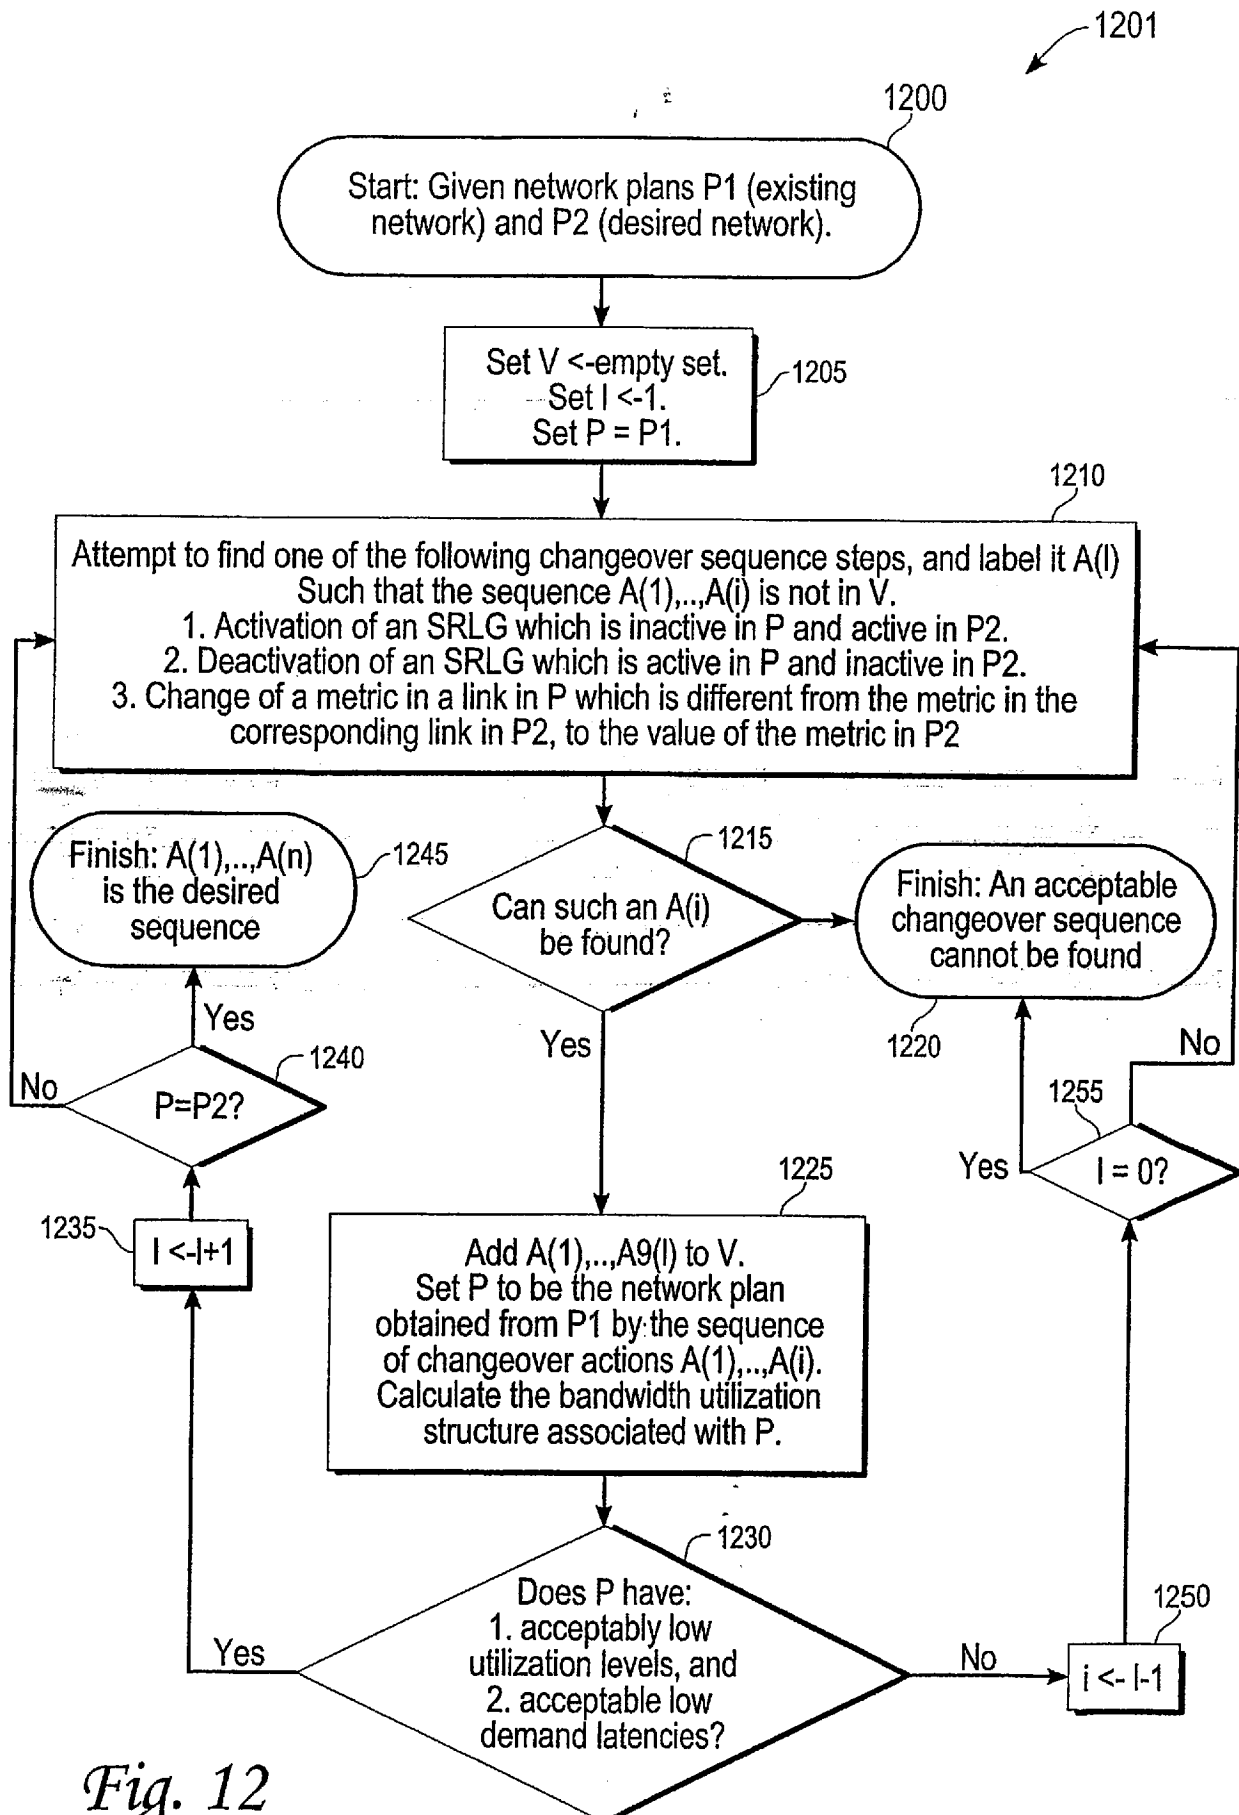 1201
1200
Start: Given network plans P1 (existing
network) and P2 (desired network).
Set V <-empty set.
Set I <-1.
Set P = P1.
1205
1210
Attempt to find one of the following changeover sequence steps, and label it A(I)
Such that the sequence A(1),..,A(i) is not in V.
1. Activation of an SRLG which is inactive in P and active in P2.
2. Deactivation of an SRLG which is active in P and inactive in P2.
3. Change of a metric in a link in P which is different from the metric in the
corresponding link in P2, to the value of the metric in P2
Finish: A(1),..,A(n)
is the desired
sequence
1245
1215
Can such an A(i)
be found?
Finish: An acceptable
changeover sequence
cannot be found
1220
Yes
Yes
No
No
1240
P=P2?
1255
I = 0?
Yes
1235
I <-I+1
1225
Add A(1),..,A9(I) to V.
Set P to be the network plan
obtained from P1 by the sequence
of changeover actions A(1),..,A(i).
Calculate the bandwidth utilization
structure associated with P.
1230
Does P have:
1. acceptably low
utilization levels, and
2. acceptable low
demand latencies?
Yes
No
1250
i <- I-1
Fig. 12